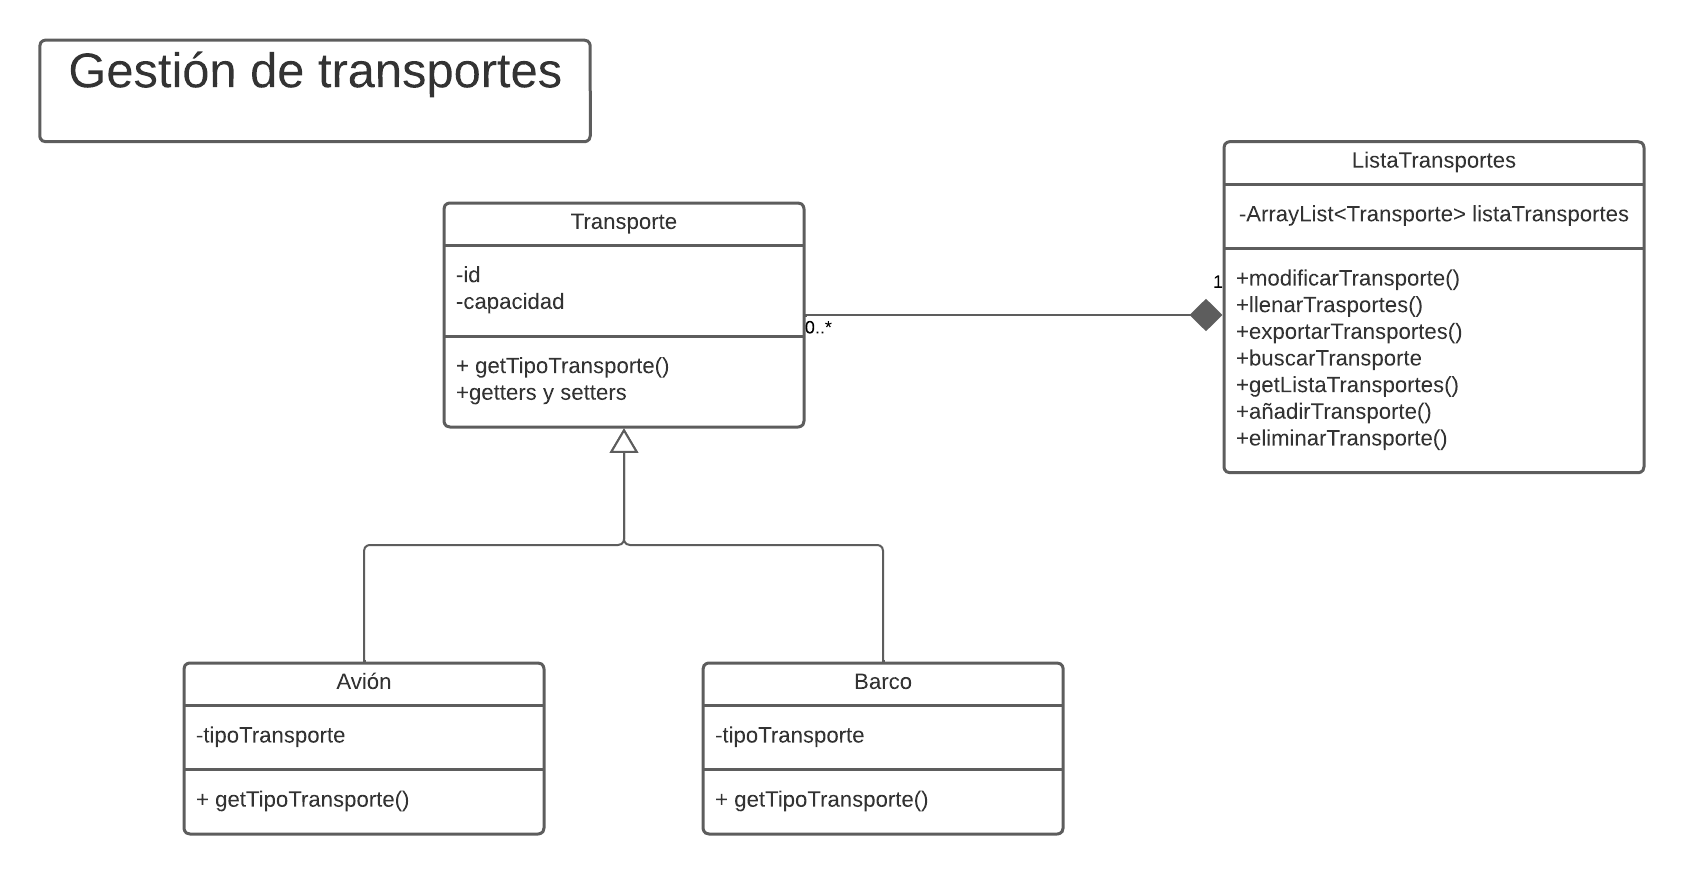 Gestión de transportes
Transporte
-id
-capacidad
+ getTipoTransporte()
+getters y setters
0..*
1
ListaTransportes
-ArrayList<Transporte> listaTransportes
+modificarTransporte()
+llenarTrasportes()
+exportarTransportes()
+buscarTransporte
+getListaTransportes()
+añadirTransporte()
+eliminarTransporte()
Avión
-tipoTransporte
+ getTipoTransporte()
Barco
-tipoTransporte
+ getTipoTransporte()